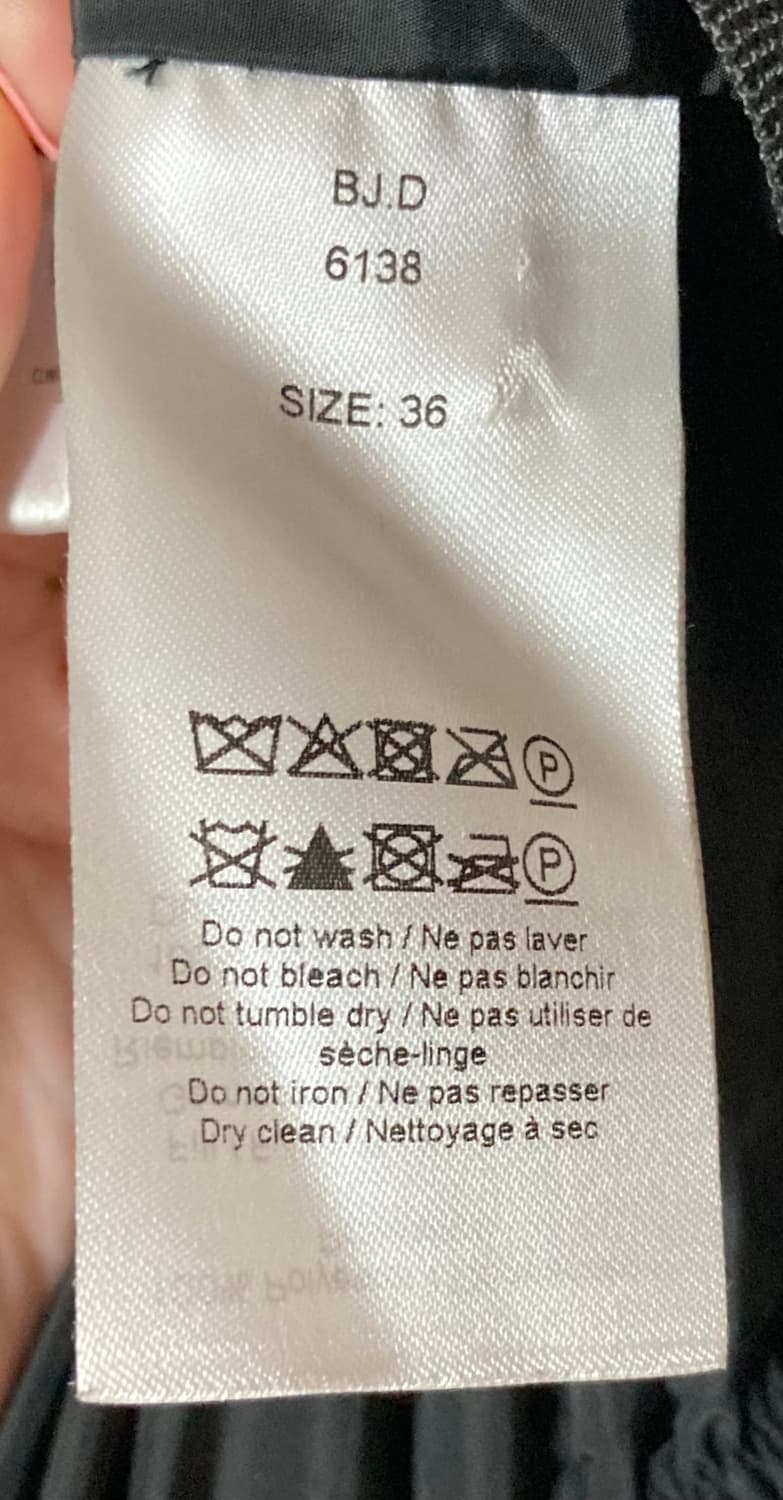 BJ.D
6138
SIZE: 36
P
P
Do not wash / Ne pas laver
Do not bleach / Ne pas blanchir
Do not tumble dry / Ne pas utiliser de
sèche-linge
Do not iron / Ne pas repasser
Dry clean / Nettoyage à sec